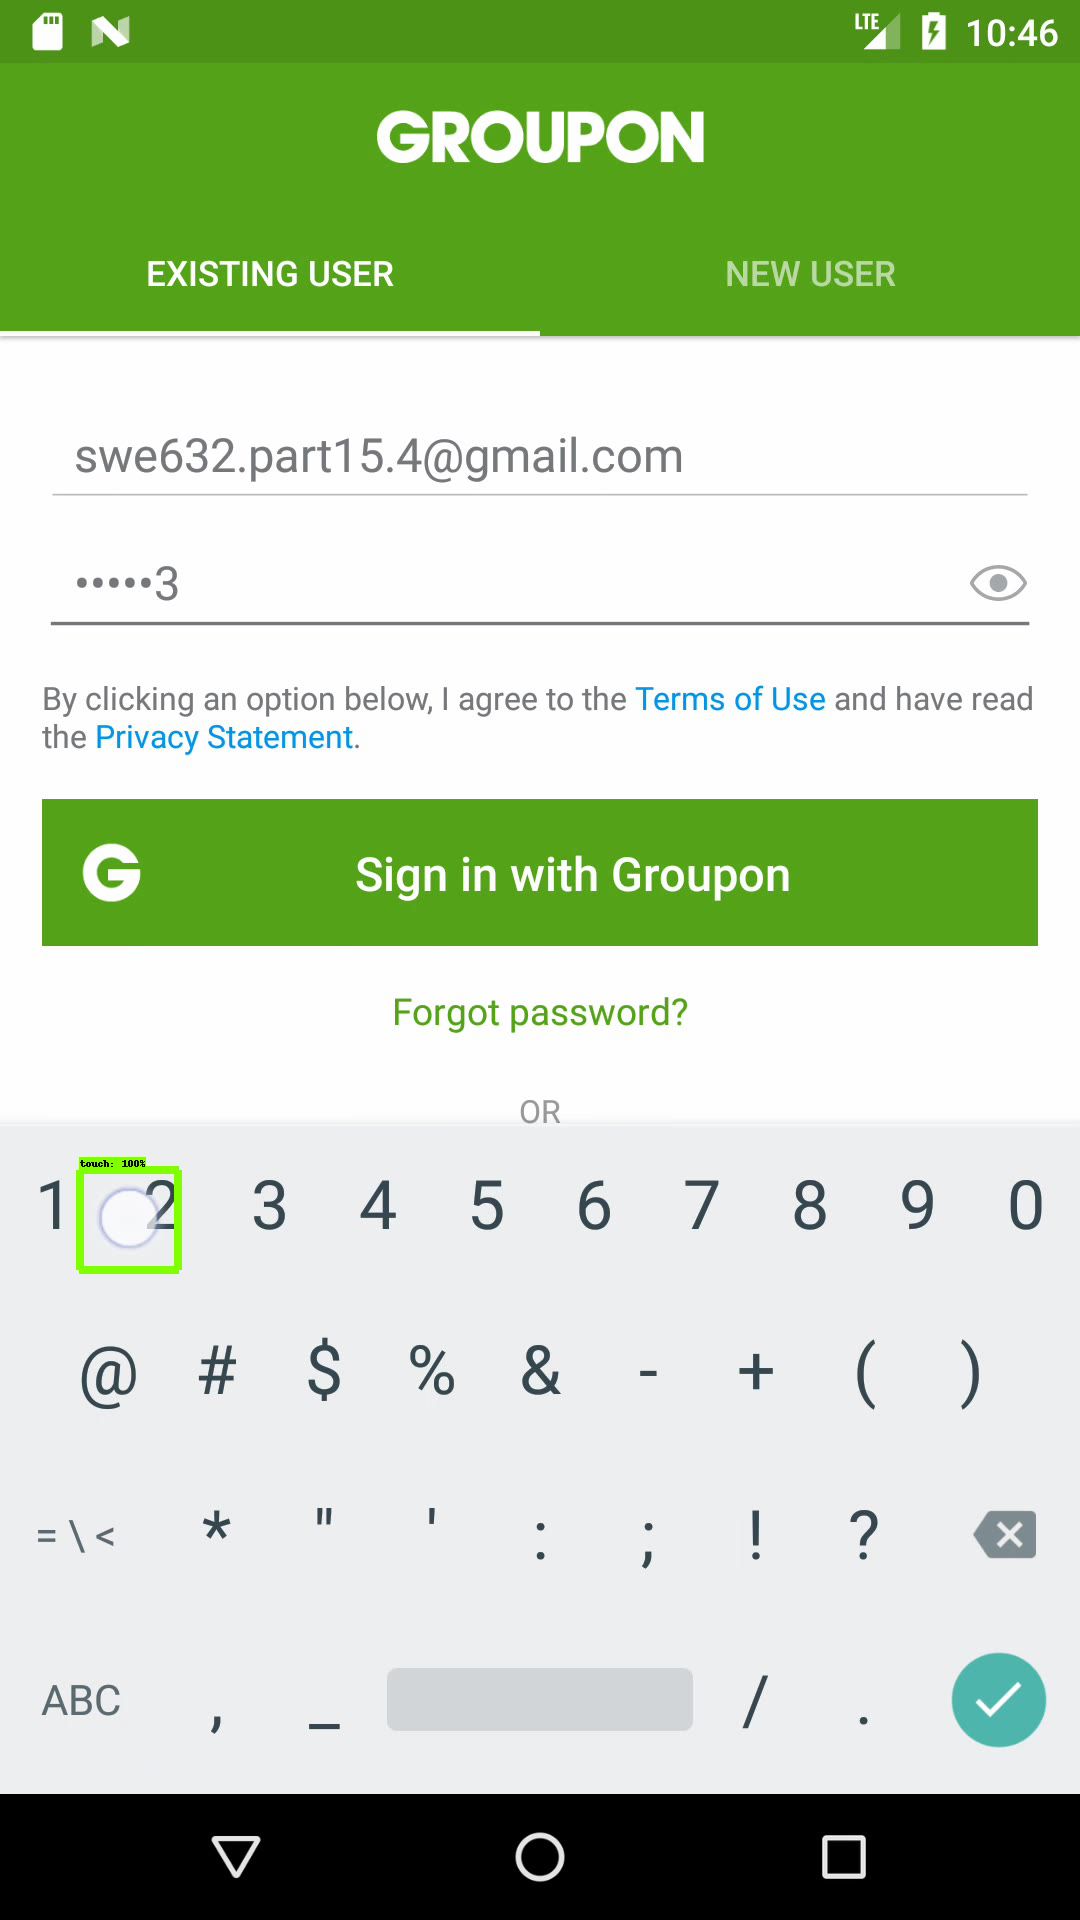 LTE 10:46
GROUPON
EXISTING USER NEW USER
swe632.part15.4@gmail.com
•••••3
By clicking an option below, I agree to the Terms of Use and have read
the Privacy Statement.
G Sign in with Groupon
Forgot password?
OR
touch: 100%
1 2 3 4 5 6 7 8 9 0
@ # $ % & - + ( )
= \ < * " ' : ; ! ?
ABC , _ / .